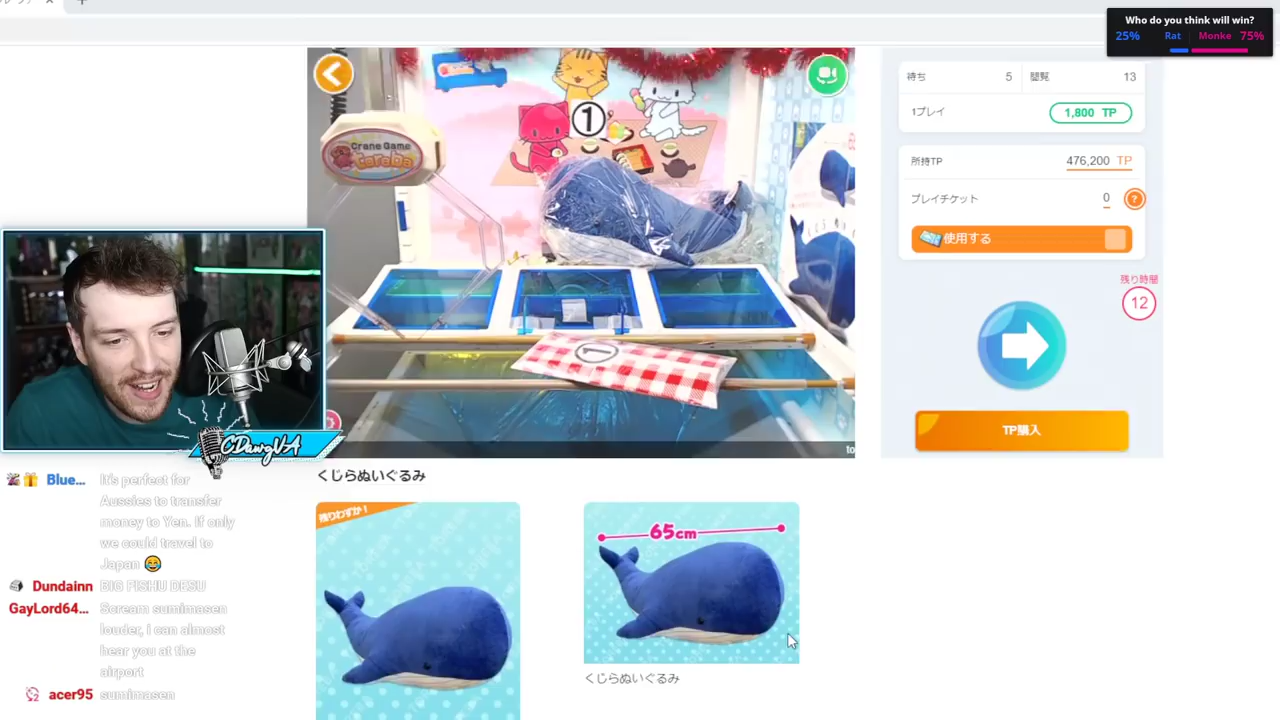 Who do you think will win?
25% Rat Monke 75%
待ち 5 閲覧 13
1プレイ 1,800 TP
所持TP 476,200 TP
プレイチケット 0 ?
使用する
残り時間
12
TP購入
1
Crane Game
toreba
1
CDawgVA
くじらぬいぐるみ
残りわずか!
65cm
くじらぬいぐるみ
Blue... It's perfect for
Aussies to transfer
money to Yen. If only
we could travel to
Japan 😂
Dundainn BIG FISHU DESU
GayLord64... Scream sumimasen
louder, I can almost
hear you at the
airport
acer95 sumimasen